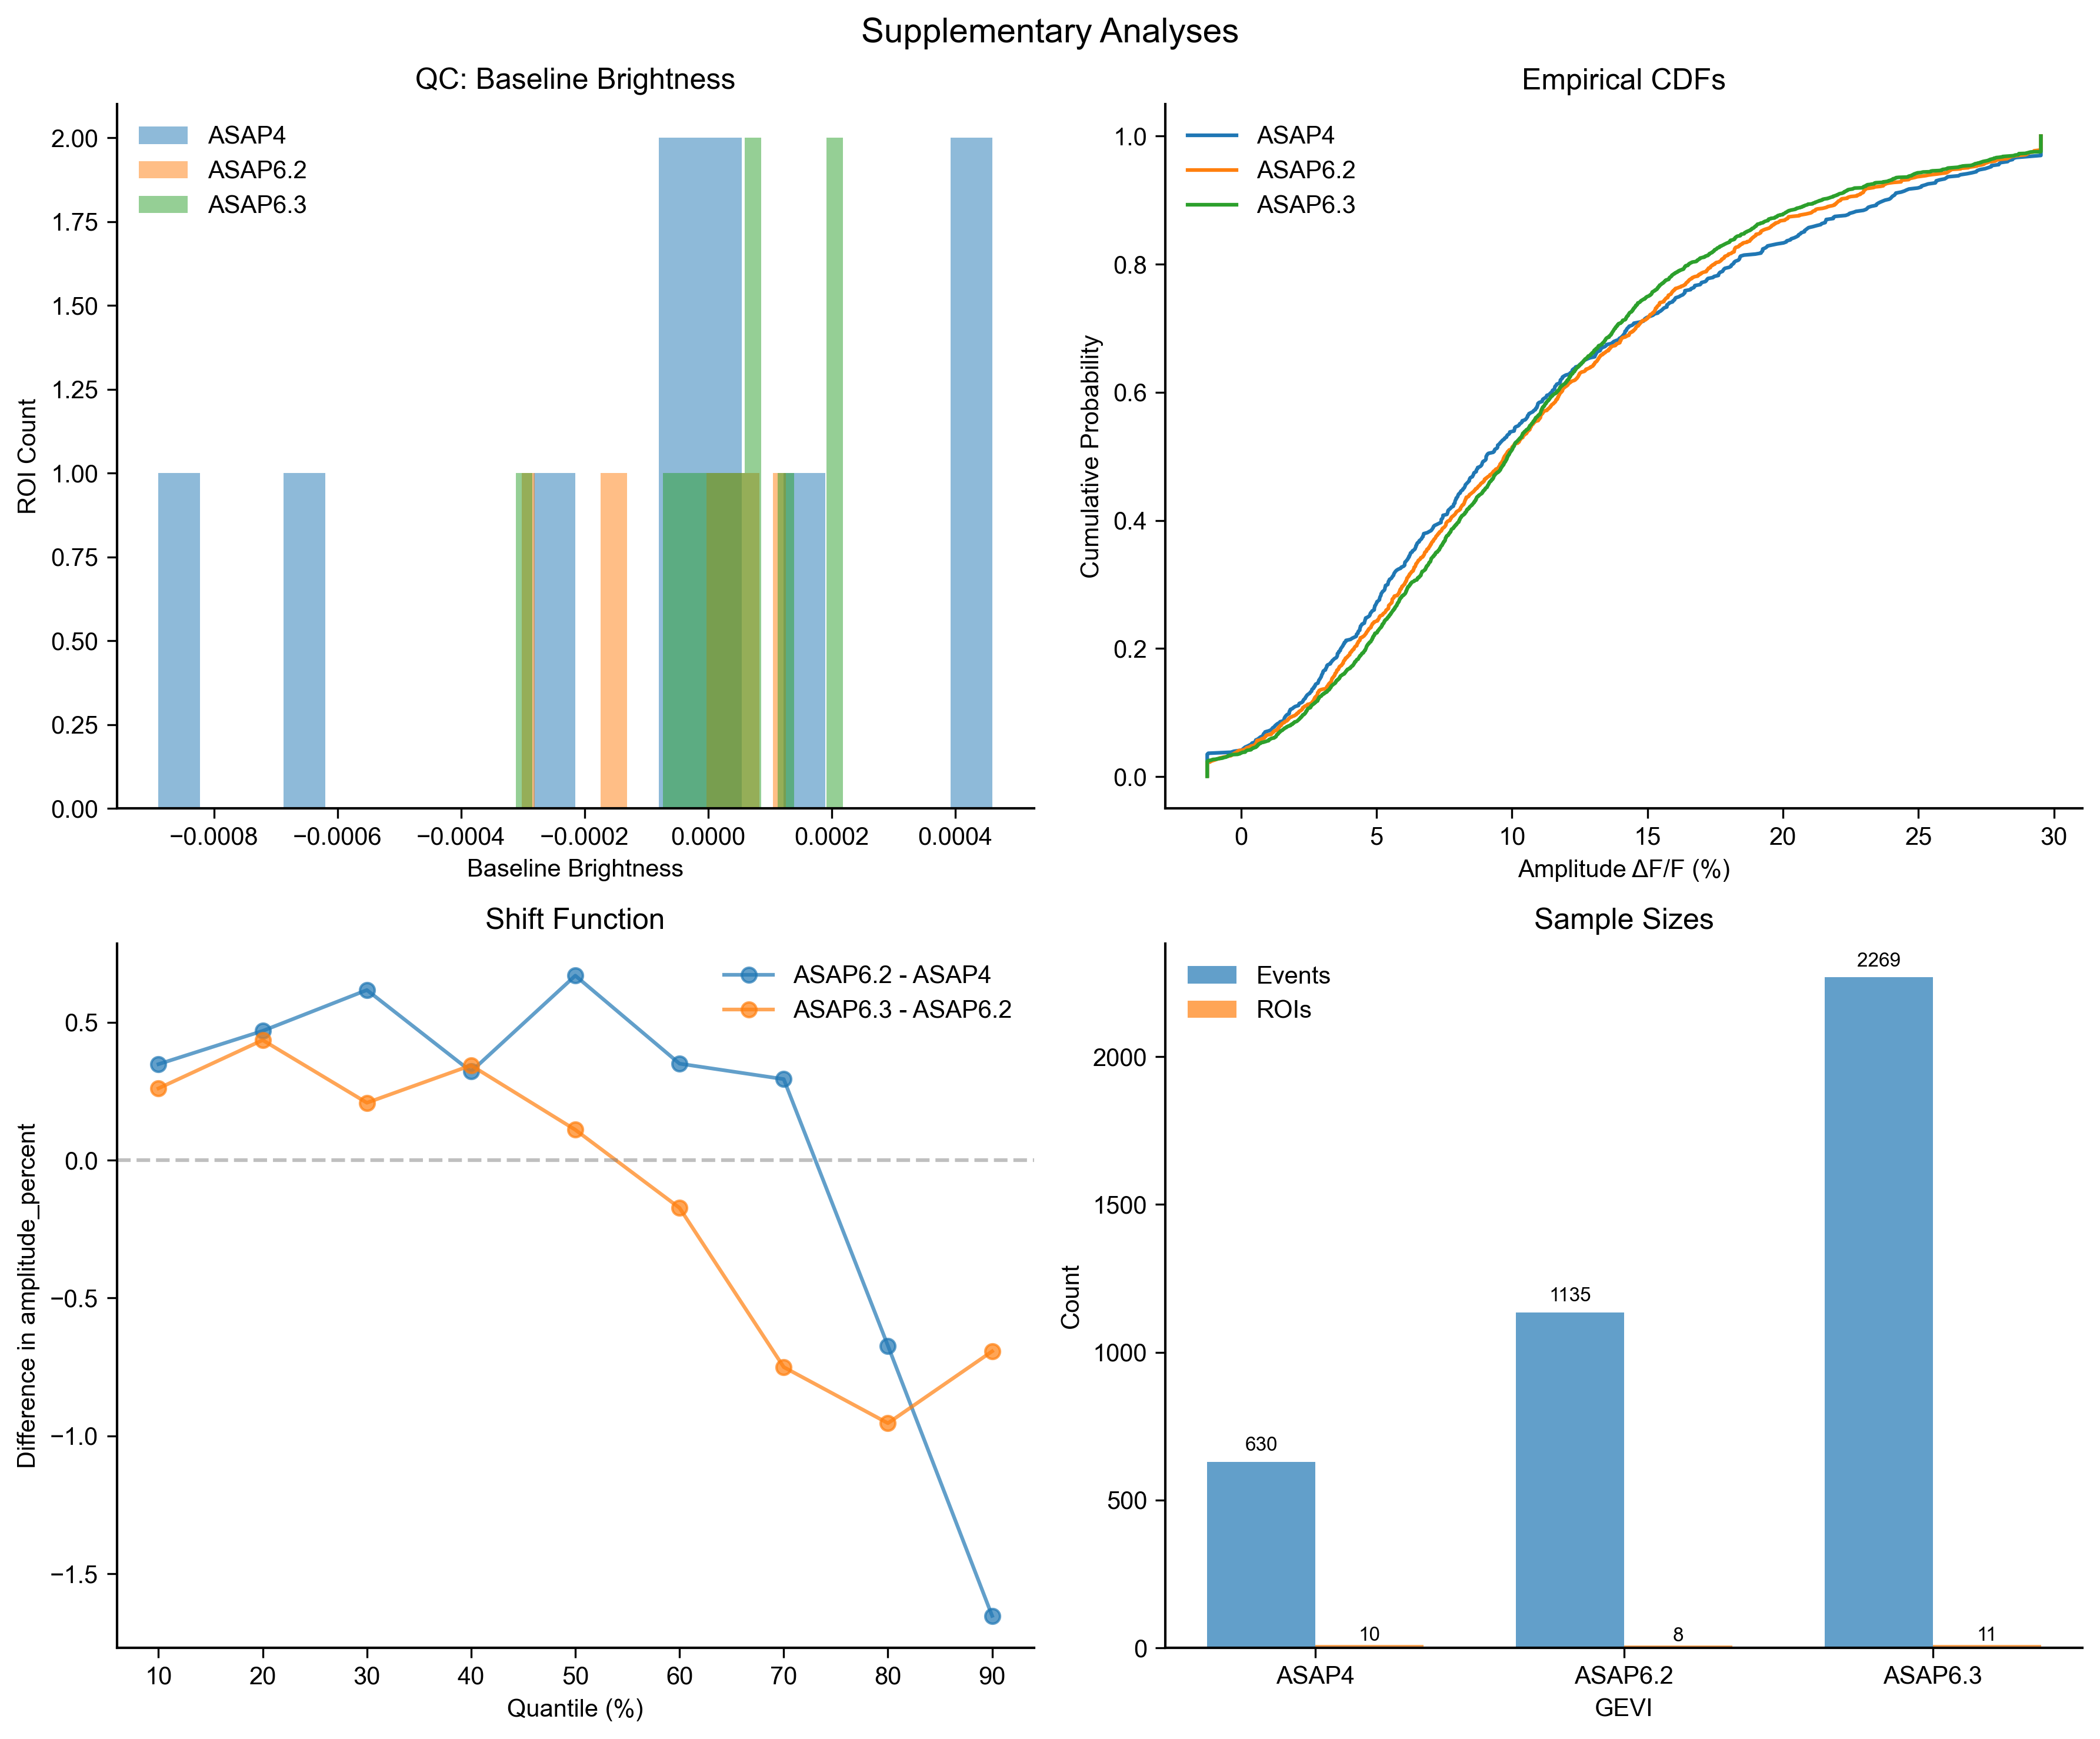 Supplementary Analyses
QC: Baseline Brightness
ASAP4
ASAP6.2
ASAP6.3
2.00
1.75
1.50
1.25
1.00
0.75
0.50
0.25
0.00
ROI Count
−0.0008
−0.0006
−0.0004
−0.0002
0.0000
0.0002
0.0004
Baseline Brightness
Empirical CDFs
ASAP4
ASAP6.2
ASAP6.3
1.0
0.8
0.6
0.4
0.2
0.0
Cumulative Probability
0
5
10
15
20
25
30
Amplitude ΔF/F (%)
Shift Function
ASAP6.2 - ASAP4
ASAP6.3 - ASAP6.2
0.5
0.0
−0.5
−1.0
−1.5
Difference in amplitude_percent
10
20
30
40
50
60
70
80
90
Quantile (%)
Sample Sizes
Events
ROIs
2000
1500
1000
500
0
Count
630
10
1135
8
2269
11
ASAP4
ASAP6.2
ASAP6.3
GEVI